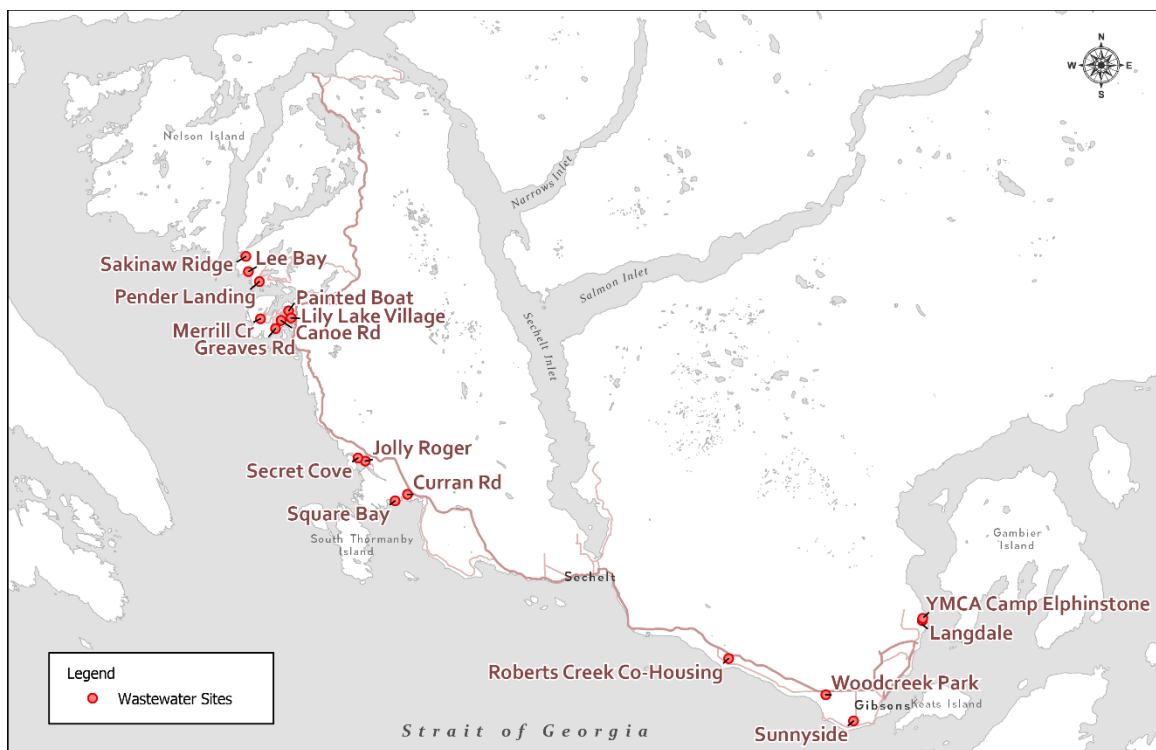 N
W E
S
Nelson Island
Narrows Inlet
Sakinaw Ridge
Lee Bay
Salmon Inlet
Pender Landing
Painted Boat
Lily Lake Village
Merrill Cr
Canoe Rd
Greaves Rd
Sechelt Inlet
Jolly Roger
Secret Cove
Curran Rd
Square Bay
South Thormanby
Island
Gambier
Island
Sechelt
YMCA Camp Elphinstone
Langdale
Roberts Creek Co-Housing
Woodcreek Park
Gibsons
Keats Island
Sunnyside
Strait of Georgia
Legend
Wastewater Sites